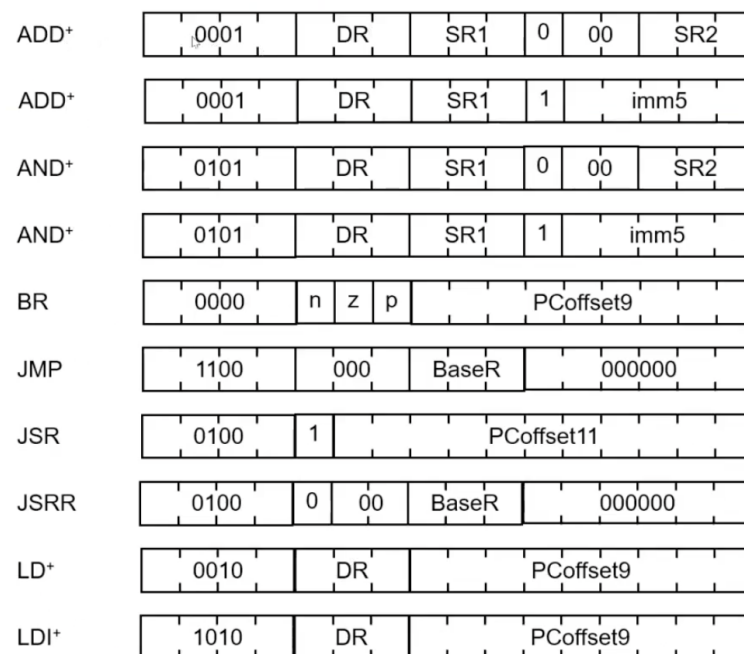 ADD+ 0001 DR SR1 0 00 SR2
ADD+ 0001 DR SR1 1 imm5
AND+ 0101 DR SR1 0 00 SR2
AND+ 0101 DR SR1 1 imm5
BR 0000 n z p PCoffset9
JMP 1100 000 BaseR 000000
JSR 0100 1 PCoffset11
JSRR 0100 0 00 BaseR 000000
LD+ 0010 DR PCoffset9
LDI+ 1010 DR PCoffset9